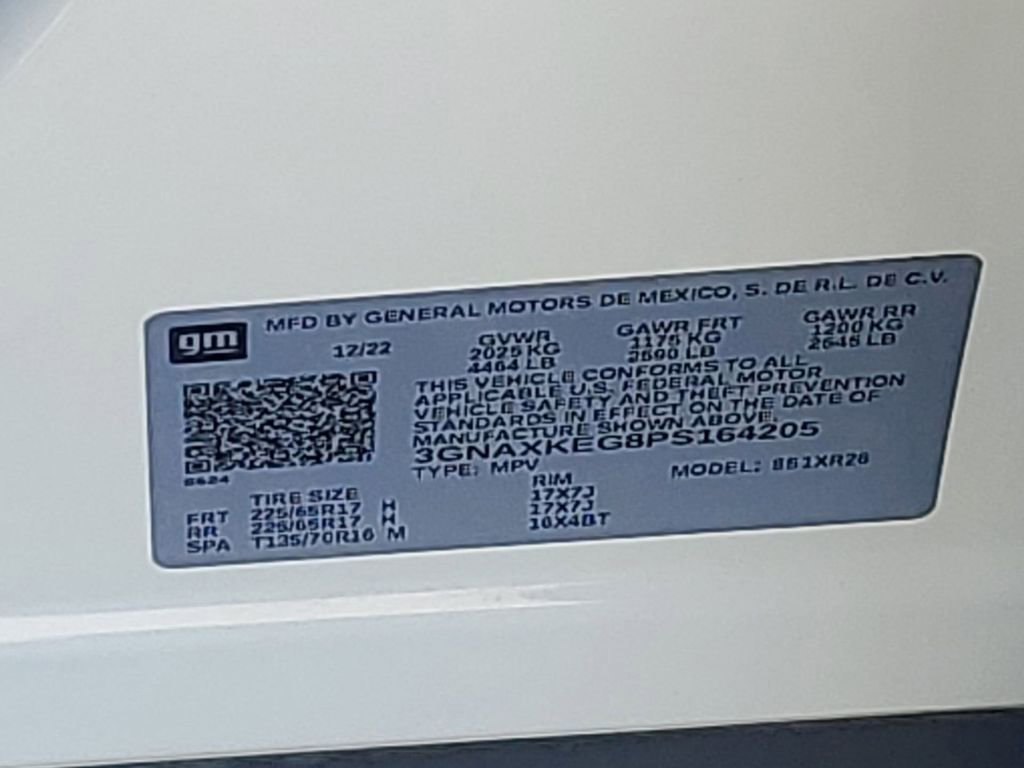 gm
MFD BY GENERAL MOTORS DE MEXICO, S. DE R.L. DE C.V.
12/22
GVWR
2025 KG
4464 LB
GAWR FRT
1175 KG
2590 LB
GAWR RR
1200 KG
2645 LB
THIS VEHICLE CONFORMS TO ALL
APPLICABLE U.S. FEDERAL MOTOR
VEHICLE SAFETY AND THEFT PREVENTION
STANDARDS IN EFFECT ON THE DATE OF
MANUFACTURE SHOWN ABOVE.
3GNAXKEG8PS164205
TYPE: MPV
MODEL:
TIRE SIZE
RIM
FRT 225/65R17 H 17X7J
RR 225/65R17 H 17X7J
SPA T135/70R16 M 16X4BT